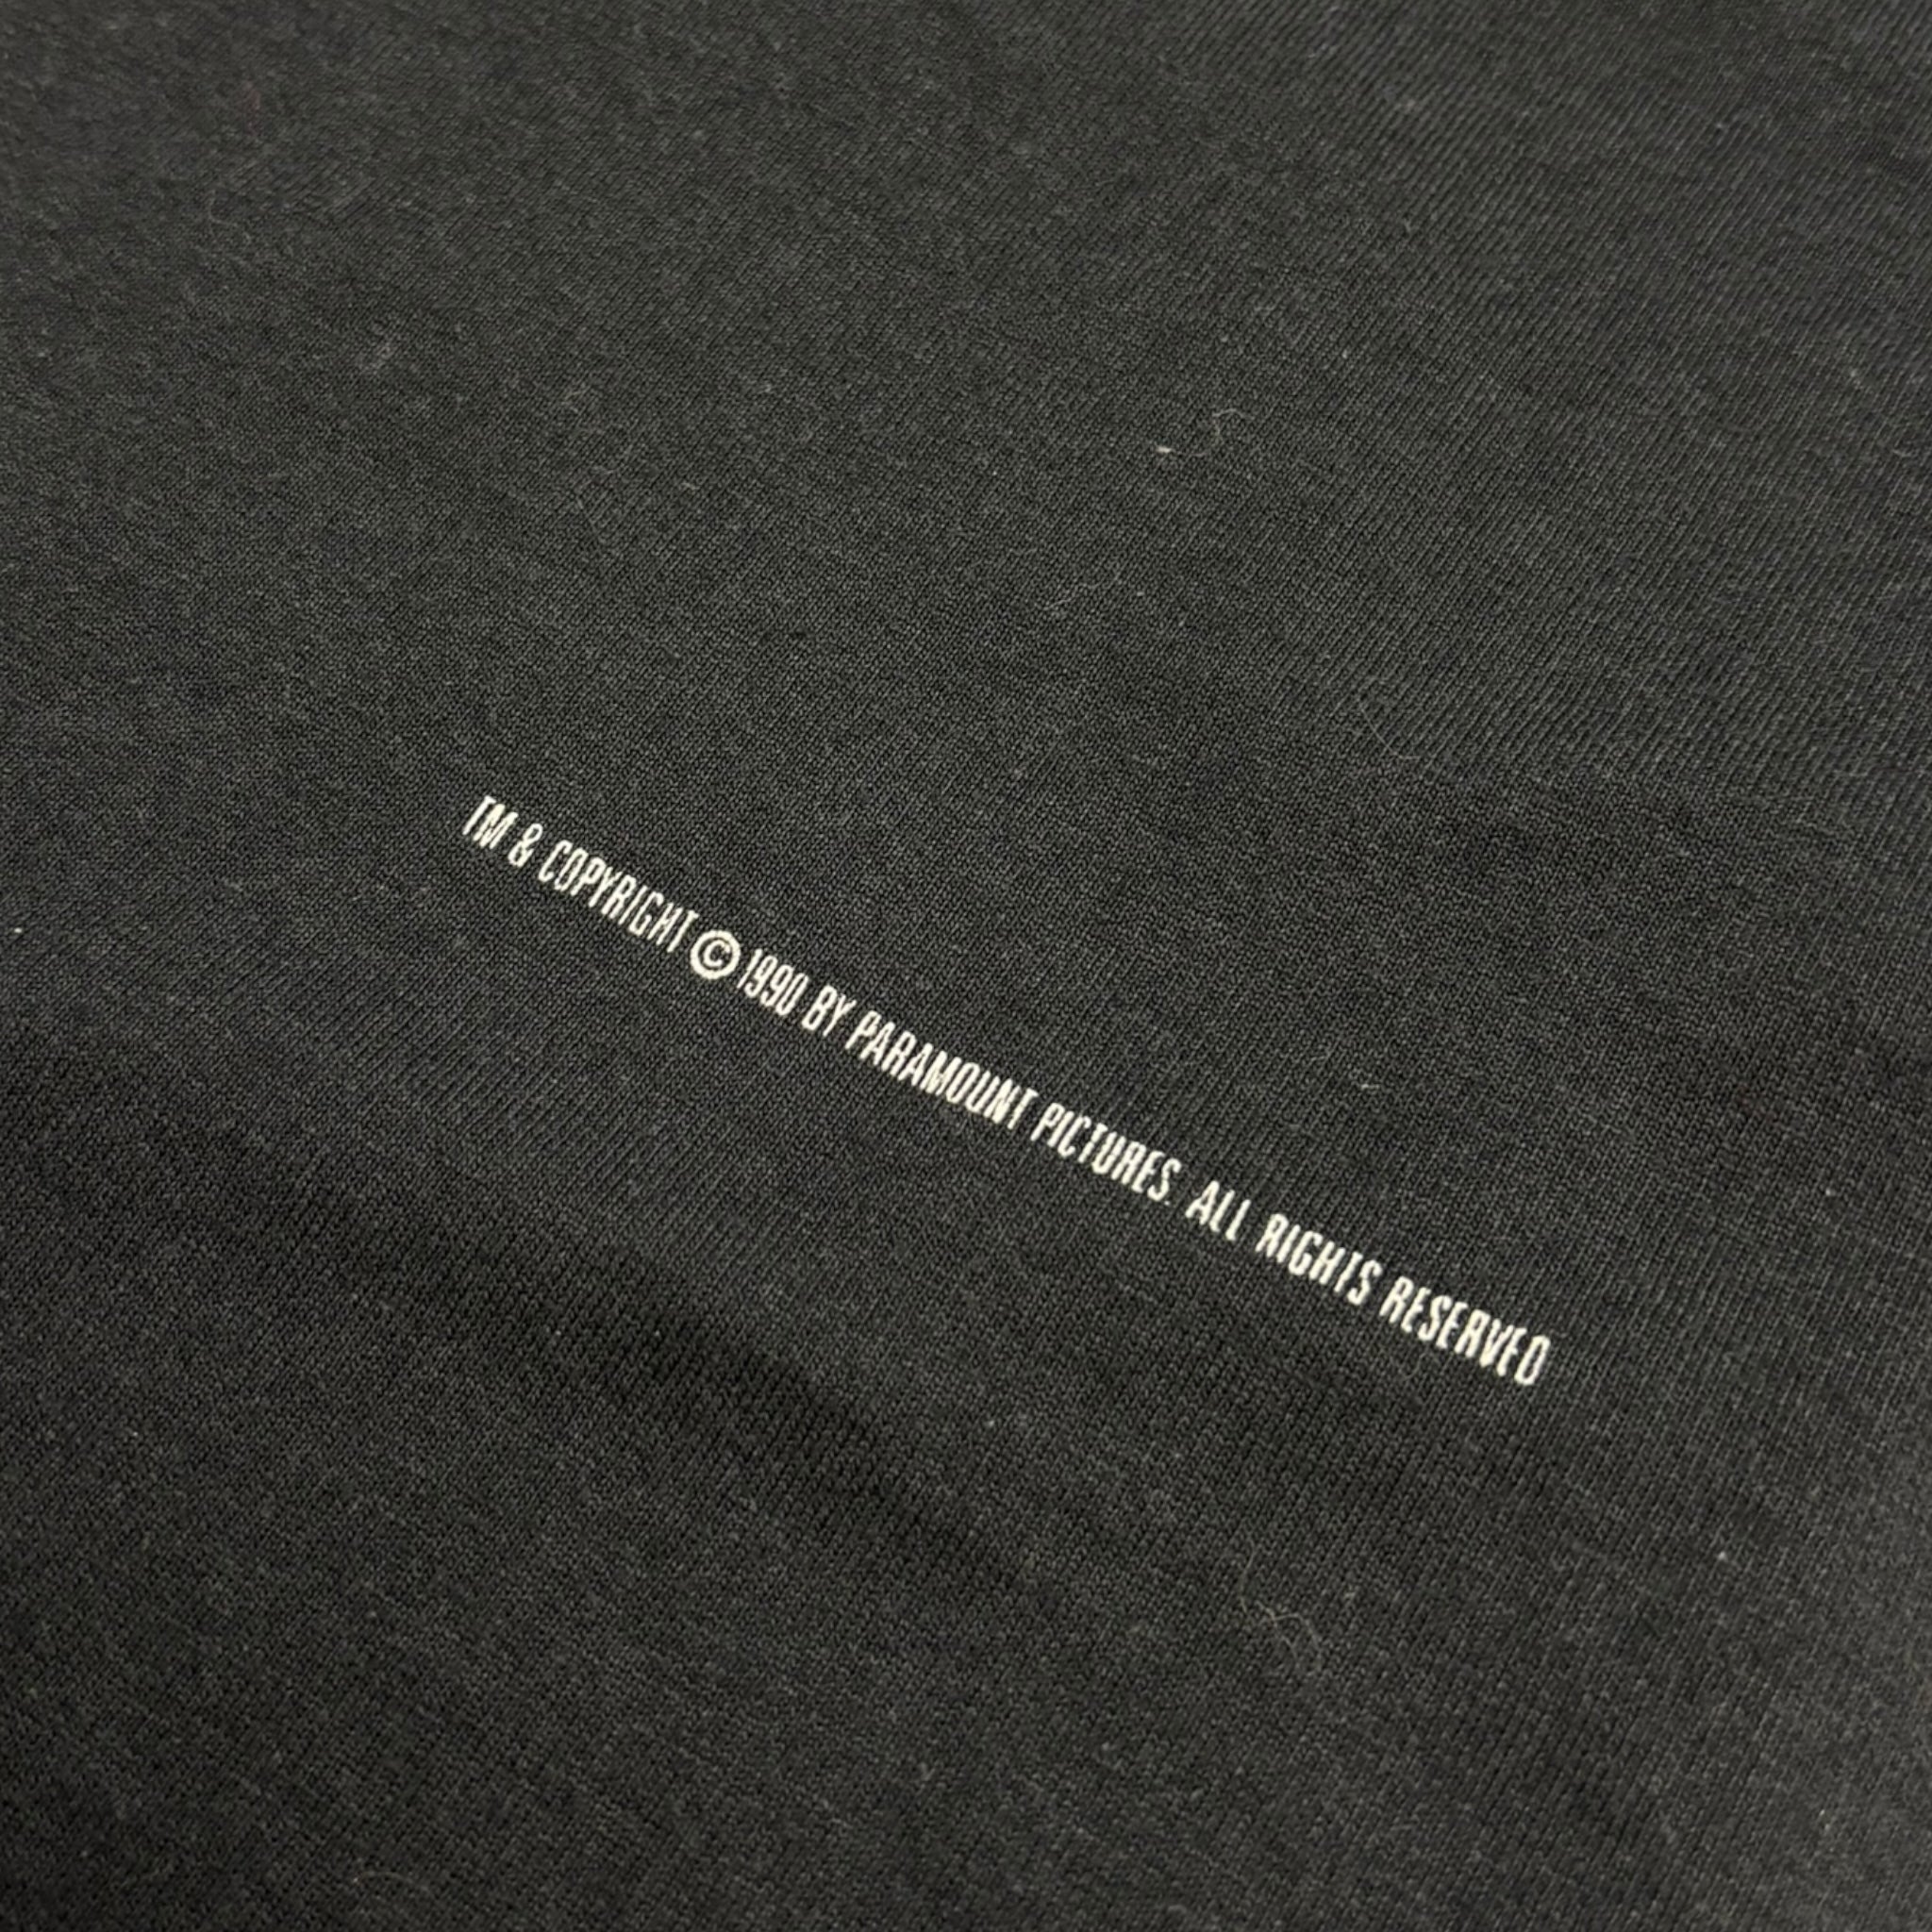 TM & COPYRIGHT © 1990 BY PARAMOUNT PICTURES. ALL RIGHTS RESERVED